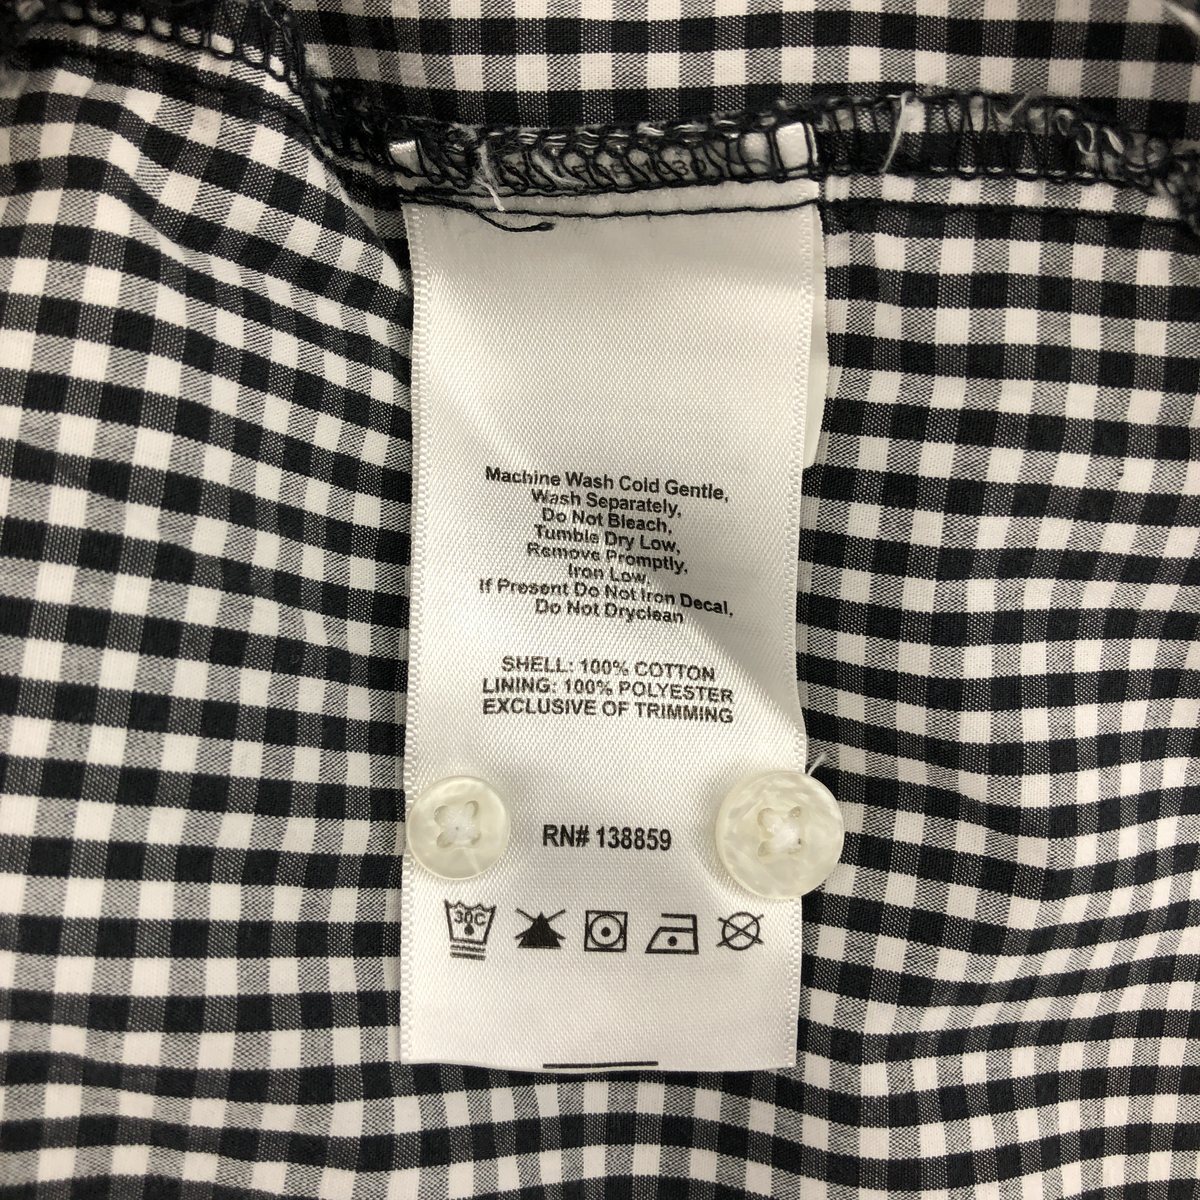 Machine Wash Cold Gentle,
Wash Separately,
Do Not Bleach,
Tumble Dry Low,
Remove Promptly,
Iron Low,
If Present Do Not Iron Decal,
Do Not Dryclean
SHELL: 100% COTTON
LINING: 100% POLYESTER
EXCLUSIVE OF TRIMMING
RN# 138859
30C